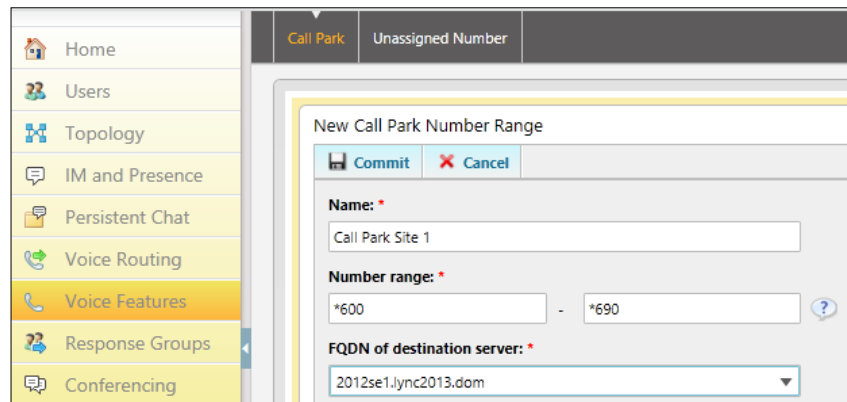 Call Park Unassigned Number
Home
Users
Topology
IM and Presence
Persistent Chat
Voice Routing
Voice Features
Response Groups
Conferencing
New Call Park Number Range
Commit Cancel
Name: *
Call Park Site 1
Number range: *
*600 - *690 ?
FQDN of destination server: *
2012se1.lync2013.dom